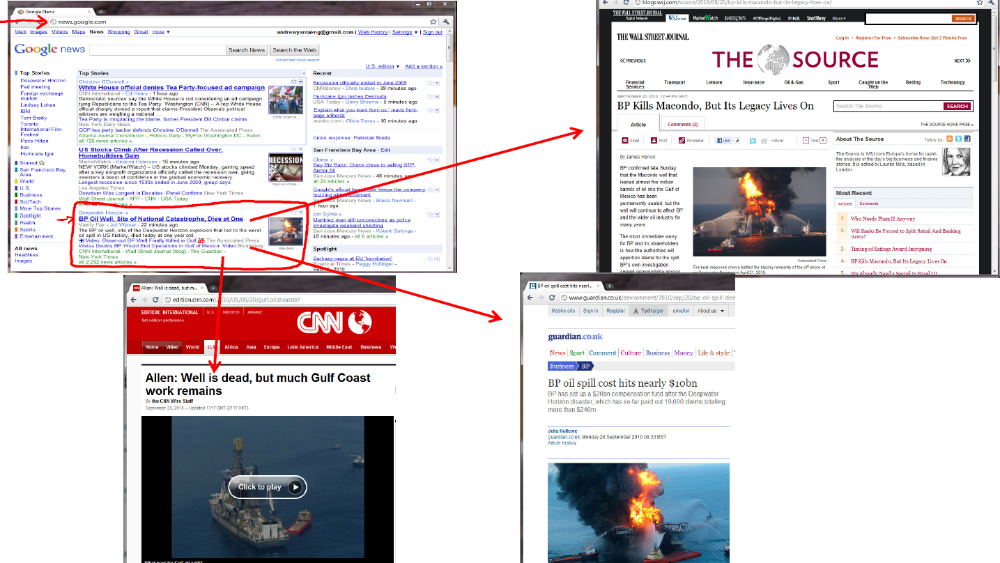 Google News
news.google.com
Web Images Videos Maps News Shopping Gmail more ▼
andrewyantakng@gmail.com | Web History | Settings ▼ | Sign out
Google news
Search News
Search the Web
Advanced news search
U.S. edition ▼ Add a section »
Top Stories
Deepwater Horizon
Fed meeting
Foreign exchange
market
Lindsay Lohan
IBM
Tom Brady
Toronto
International Film
Festival
Paris Hilton
Iran
Hurricane Igor
Starred
San Francisco Bay
Area
World
U.S.
Business
Sci/Tech
More Top Stories
Spotlight
Health
Sports
Entertainment
All news
Headlines
Images
Top Stories
Christine O'Donnell »
White House official denies Tea Party-focused ad campaign
CNN International - Ed Henry - 1 hour ago
Democratic sources say the White House is not considering an ad campaign
tying Republicans to the Tea Party. Washington (CNN) -- A top White House
official sharply denied a report that claims President Obama's political
advisers are weighing a national ...
Tea Party is misplacing the blame, former President Bill Clinton claims
New York Daily News
GOP tea party backer defends Christine O'Donnell The Associated Press
Atlanta Journal Constitution - Politics Daily - MyFox Washington DC - Salon
all 726 news articles »
CNN Interna...
US Stocks Climb After Recession Called Over,
Homebuilders Gain
MarketWatch - Kristina Peterson - 16 minutes ago
NEW YORK (MarketWatch) -- US stocks climbed Monday, gaining speed
after a key nonprofit organization officially called the recession over, giving
investors a boost of confidence in the gradual economic recovery.
Longest recession since 1930s ended in June 2009, group says
Los Angeles Times
Downturn Was Longest in Decades, Panel Confirms New York Times
Wall Street Journal - AFP - CNN - USA Today
RECESSION
MyFox Phila...
Deepwater Horizon »
BP Oil Well, Site of National Catastrophe, Dies at One
Vanity Fair - Juli Weiner - 22 minutes ago
The BP oil well, site of the Deepwater Horizon explosion that led to the worst
oil spill in US history, died today at one year old.
Video: Blown-out BP Well Finally Killed in Gulf The Associated Press
Weiss Doubts BP Would End Operations in Gulf of Mexico: Video Bloomberg
CNN International - Wall Street Journal (blog) - The Guardian -
New York Times
all 2,292 news articles »
Reuters
Recent
Recession officially ended in June 2009
CNNMoney - Chris Isidore - 39 minutes ago
Hurricane Igor lashes Bermuda
USA Today - Gerry Broome - 5 minutes ago
'Explain what you want from us,' reads front-
page editorial
msnbc.com - Olivia Torres - 10 minutes ago
Crisis response: Pakistan floods
San Francisco Bay Area - Edit
Clorox »
Bay Biz Buzz: Clorox close to selling STP,
Armor All
San Jose Mercury News - 48 minutes ago -
all 24 articles »
Google's official beekeeper keeps the company
buzzing with excitement
San Jose Mercury News - Bruce Newman -
1 hour ago
Jon Sylvia »
Martinez man still unconscious as police
investigate weekend shooting
San Jose Mercury News - Robert Salonga -
48 minutes ago - all 6 articles »
Spotlight
Sarkozy rages at EU 'humiliation'
Financial Times - Peggy Hollinger -
blogs.wsj.com/source/2010/09/20/bp-kills-macondo-but-its-legacy-lives-on/
THE WALL STREET JOURNAL
Digital Network
WSJ.com MarketWatch BARRON'S AllThingsDigital FINS SmartMoney More ▾
SEARCH
THE WALL STREET JOURNAL.
Log In • Register For Free • Subscribe Now, Get 2 Weeks Free
PREVIOUS
THE SOURCE
NEXT
Financial
Services
Transport
Leisure
Insurance
Oil & Gas
Sport
Caught on the
Web
Betting
Technology
SEPTEMBER 20, 2010, 12:44 PM GMT
BP Kills Macondo, But Its Legacy Lives On
Search The Source
SEARCH
Article
Comments (2)
THE SOURCE HOME PAGE »
Email Print Permalink Like 2 + More - Text +
By James Herron
BP confirmed late Sunday
that the Macondo well that
leaked almost five million
barrels of oil into the Gulf of
Mexico has been
permanently sealed, but the
well will continue to affect BP
and the wider oil industry for
many years.
The most immediate worry
for BP and its shareholders
is how the authorities will
apportion blame for the spill.
BP's own investigation
spread responsibility across
Associated Press
Fire boat response crews battled the blazing remnants of the off shore oil
About The Source
Follow Us:
The Source is WSJ.com Europe's home for rapid-
fire analysis of the day's big business and finance
stories. It is edited by Lauren Mills, based in
London.
Most Recent
Articles Comments
1. Who Needs Plaza II Anyway
2. Will Banks Be Forced to Split Retail And Banking
Arms?
3. Timing of Ratings Award Intriguing
4. BP Kills Macondo, But Its Legacy Lives On
5. We Already Need a Sequel to Basel III
Allen: Well is dead, but m...
edition.cnn.com/2010/US/09/20/gulf.oil.disaster/
EDITION: INTERNATIONAL U.S. MÉXICO ARABIC
Set edition preference
CNN
Home Video World U.S. Africa Asia Europe Latin America Middle East Business
Allen: Well is dead, but much Gulf Coast
work remains
By the CNN Wire Staff
September 20, 2010 -- Updated 1317 GMT (2117 HKT)
Click to play
What next for Gulf oil spill?
BP oil spill cost hits nearl...
www.guardian.co.uk/environment/2010/sep/20/bp-oil-spill-dee
Mobile site Sign in Register A Text larger smaller About us ▾
guardian.co.uk
News Sport Comment Culture Business Money Life & style
Business BP
BP oil spill cost hits nearly $10bn
BP has set up a $20bn compensation fund after the Deepwater
Horizon disaster, which has so far paid out 19,000 claims totalling
more than $240m
Julia Kollewe
guardian.co.uk, Monday 20 September 2010 08.33 BST
Article history